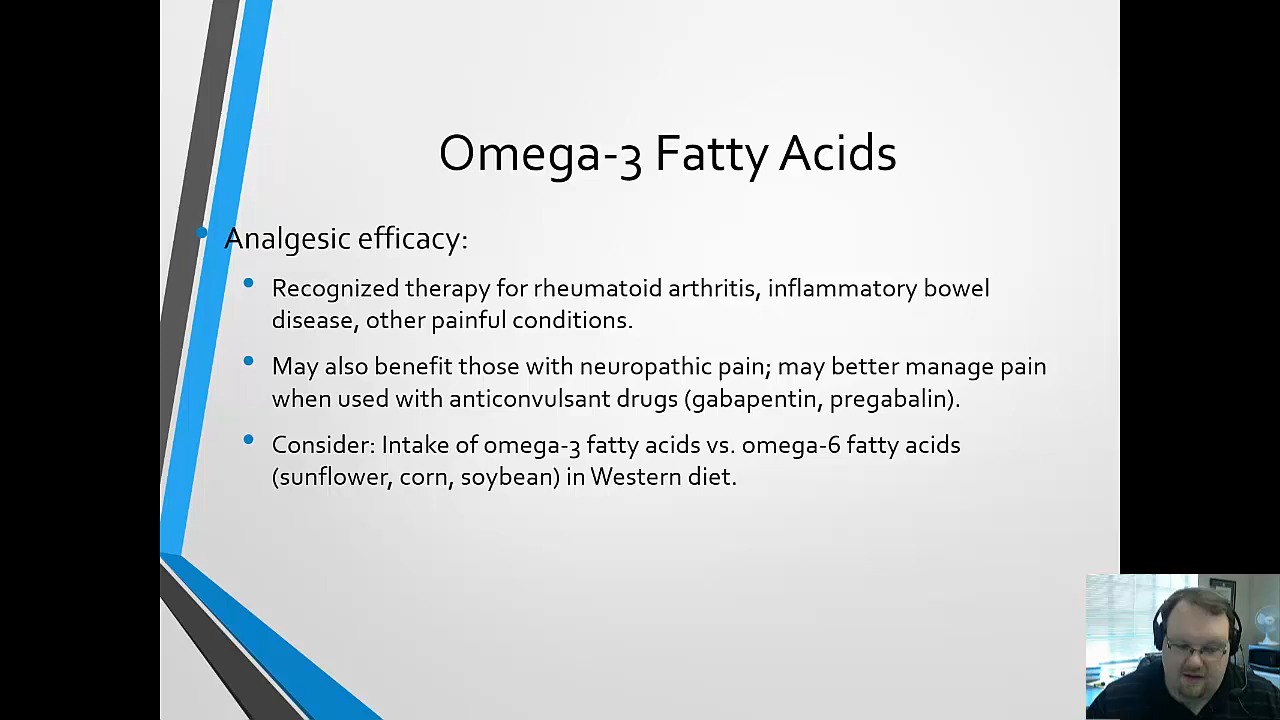 Omega-3 Fatty Acids
Analgesic efficacy:
Recognized therapy for rheumatoid arthritis, inflammatory bowel
disease, other painful conditions.
May also benefit those with neuropathic pain; may better manage pain
when used with anticonvulsant drugs (gabapentin, pregabalin).
Consider: Intake of omega-3 fatty acids vs. omega-6 fatty acids
(sunflower, corn, soybean) in Western diet.